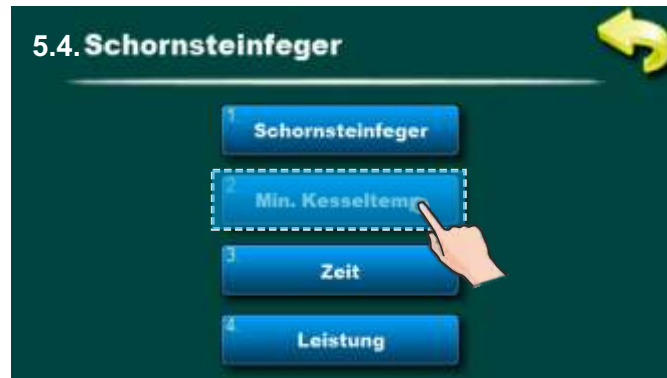 5.4. Schornsteinfeger
1
Schornsteinfeger
2
Min. Kesseltemp
3
Zeit
4
Leistung